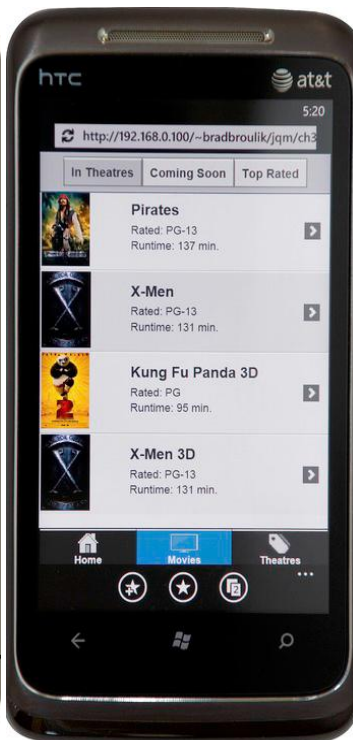 htc
at&t
5:20
http://192.168.0.100/~bradbroulik/jqm/ch3
In Theatres Coming Soon Top Rated
Pirates
Rated: PG-13
Runtime: 137 min.
X-Men
Rated: PG-13
Runtime: 131 min.
Kung Fu Panda 3D
Rated: PG
Runtime: 95 min.
2
X-Men 3D
Rated: PG-13
Runtime: 131 min.
Home Movies Theatres
2